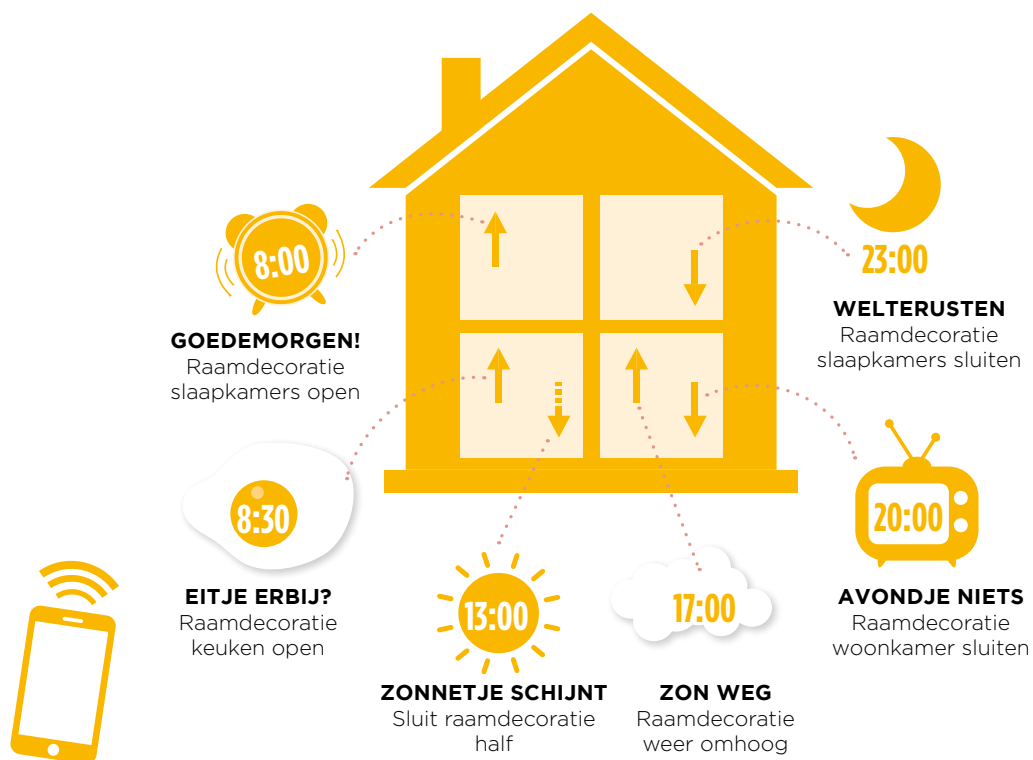 8:00
GOEDEMORGEN!
Raamdecoratie
slaapkamers open
8:30
EITJE ERBIJ?
Raamdecoratie
keuken open
13:00
ZONNETJE SCHIJNT
Sluit raamdecoratie
half
17:00
ZON WEG
Raamdecoratie
weer omhoog
20:00
AVONDJE NIETS
Raamdecoratie
woonkamer sluiten
23:00
WELTERUSTEN
Raamdecoratie
slaapkamers sluiten